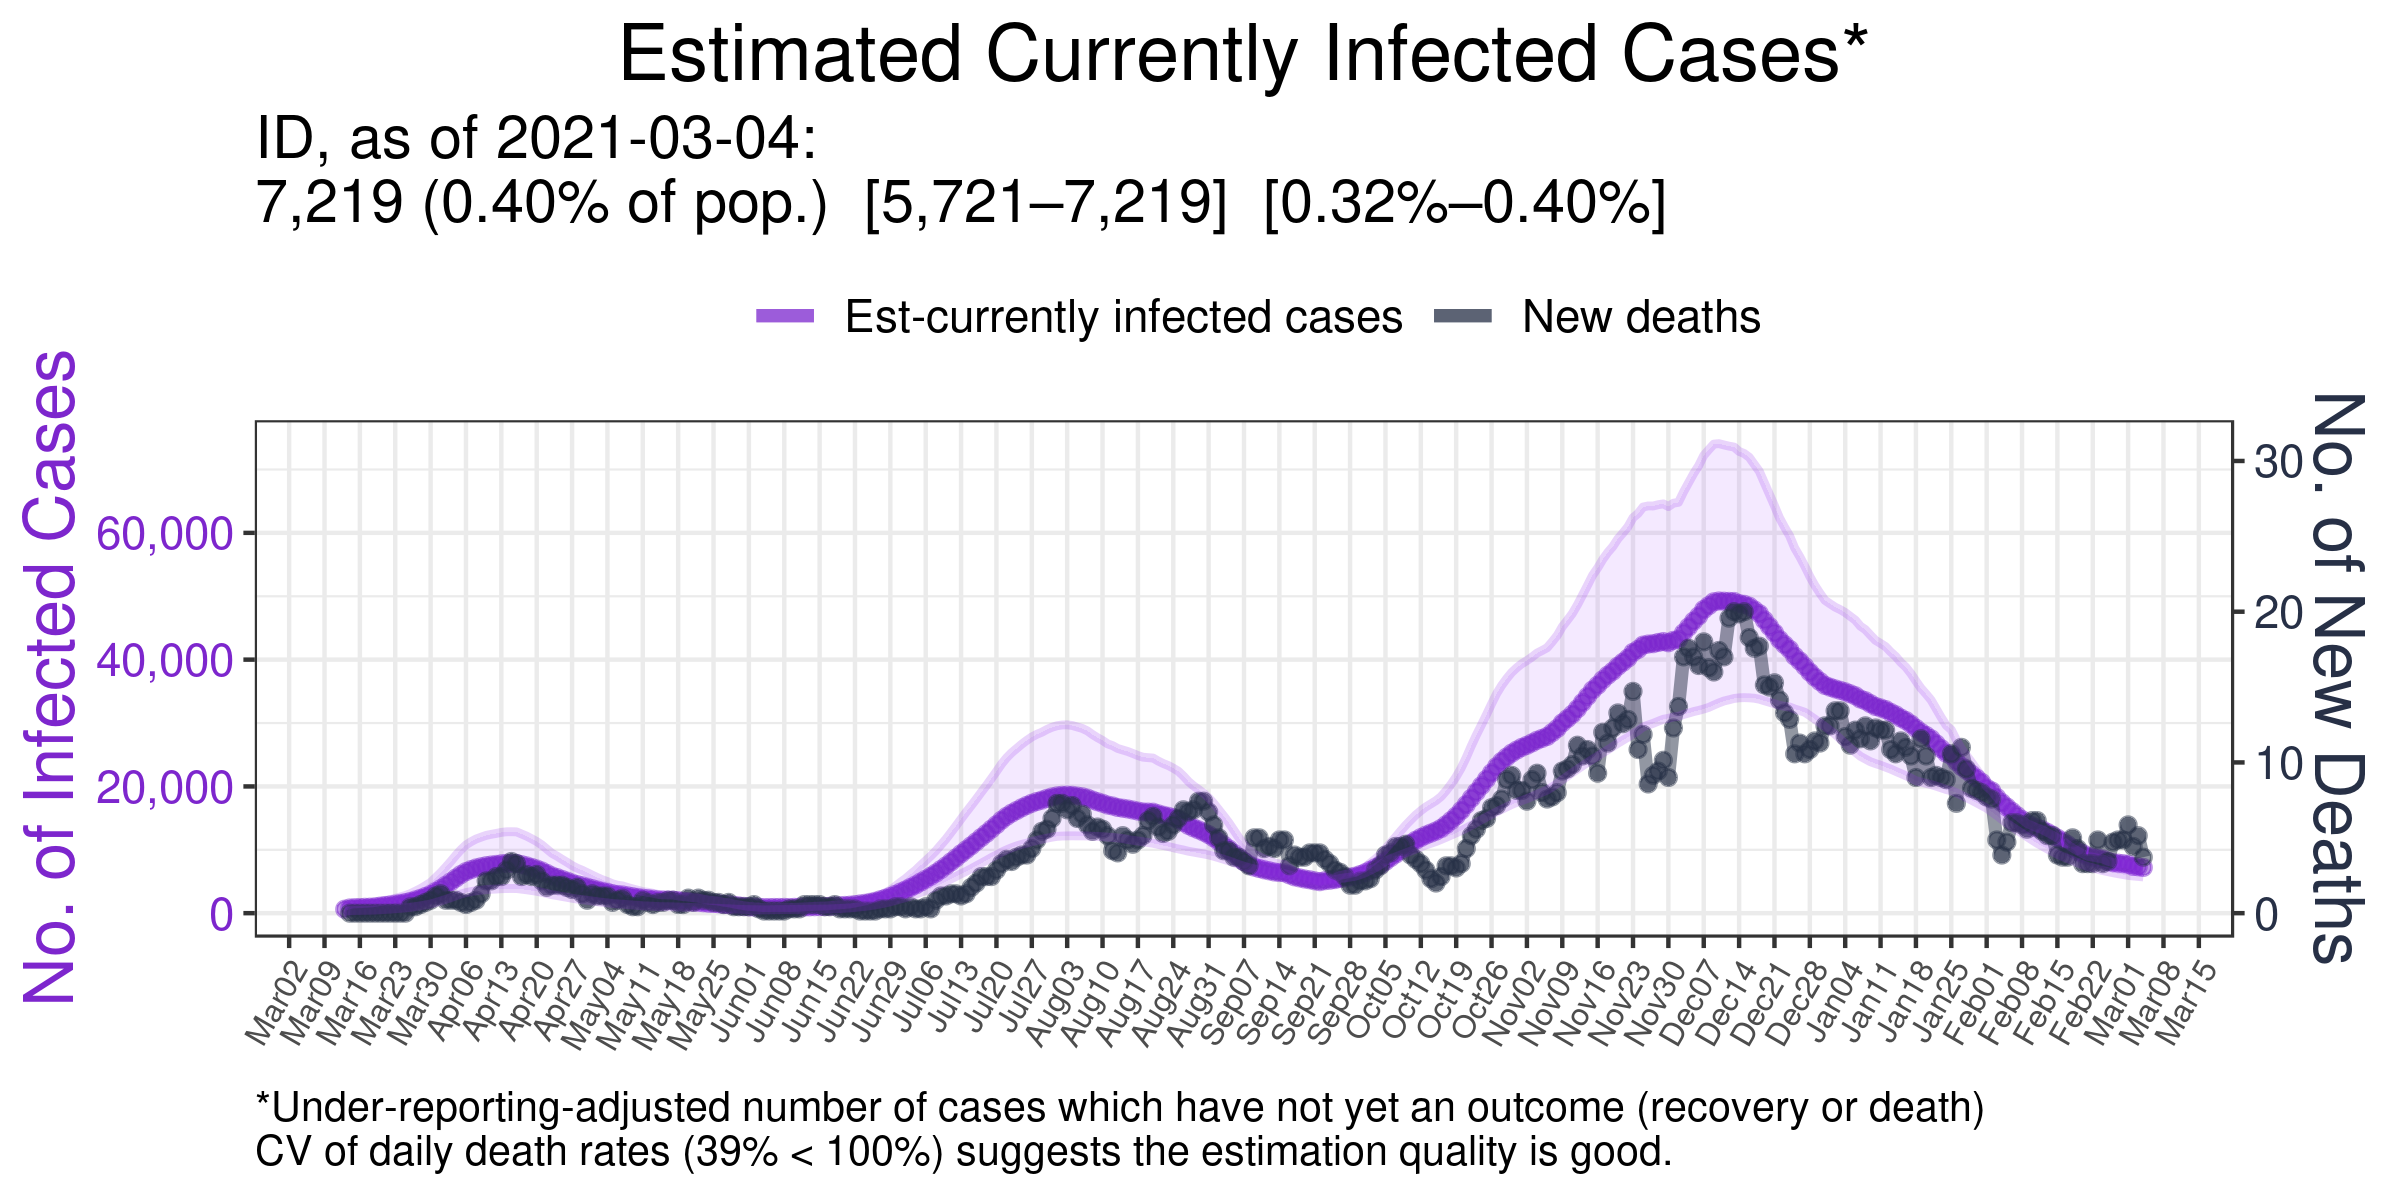 Estimated Currently Infected Cases*
ID, as of 2021-03-04:
7,219 (0.40% of pop.)  [5,721–7,219]  [0.32%–0.40%]
Est-currently infected cases
New deaths
No. of Infected Cases
60,000
40,000
20,000
0
30
20
10
0
No. of New Deaths
Mar02
Mar09
Mar16
Mar23
Mar30
Apr06
Apr13
Apr20
Apr27
May04
May11
May18
May25
Jun01
Jun08
Jun15
Jun22
Jun29
Jul06
Jul13
Jul20
Jul27
Aug03
Aug10
Aug17
Aug24
Aug31
Sep07
Sep14
Sep21
Sep28
Oct05
Oct12
Oct19
Oct26
Nov02
Nov09
Nov16
Nov23
Nov30
Dec07
Dec14
Dec21
Dec28
Jan04
Jan11
Jan18
Jan25
Feb01
Feb08
Feb15
Feb22
Mar01
Mar08
Mar15
*Under-reporting-adjusted number of cases which have not yet an outcome (recovery or death)
CV of daily death rates (39% < 100%) suggests the estimation quality is good.